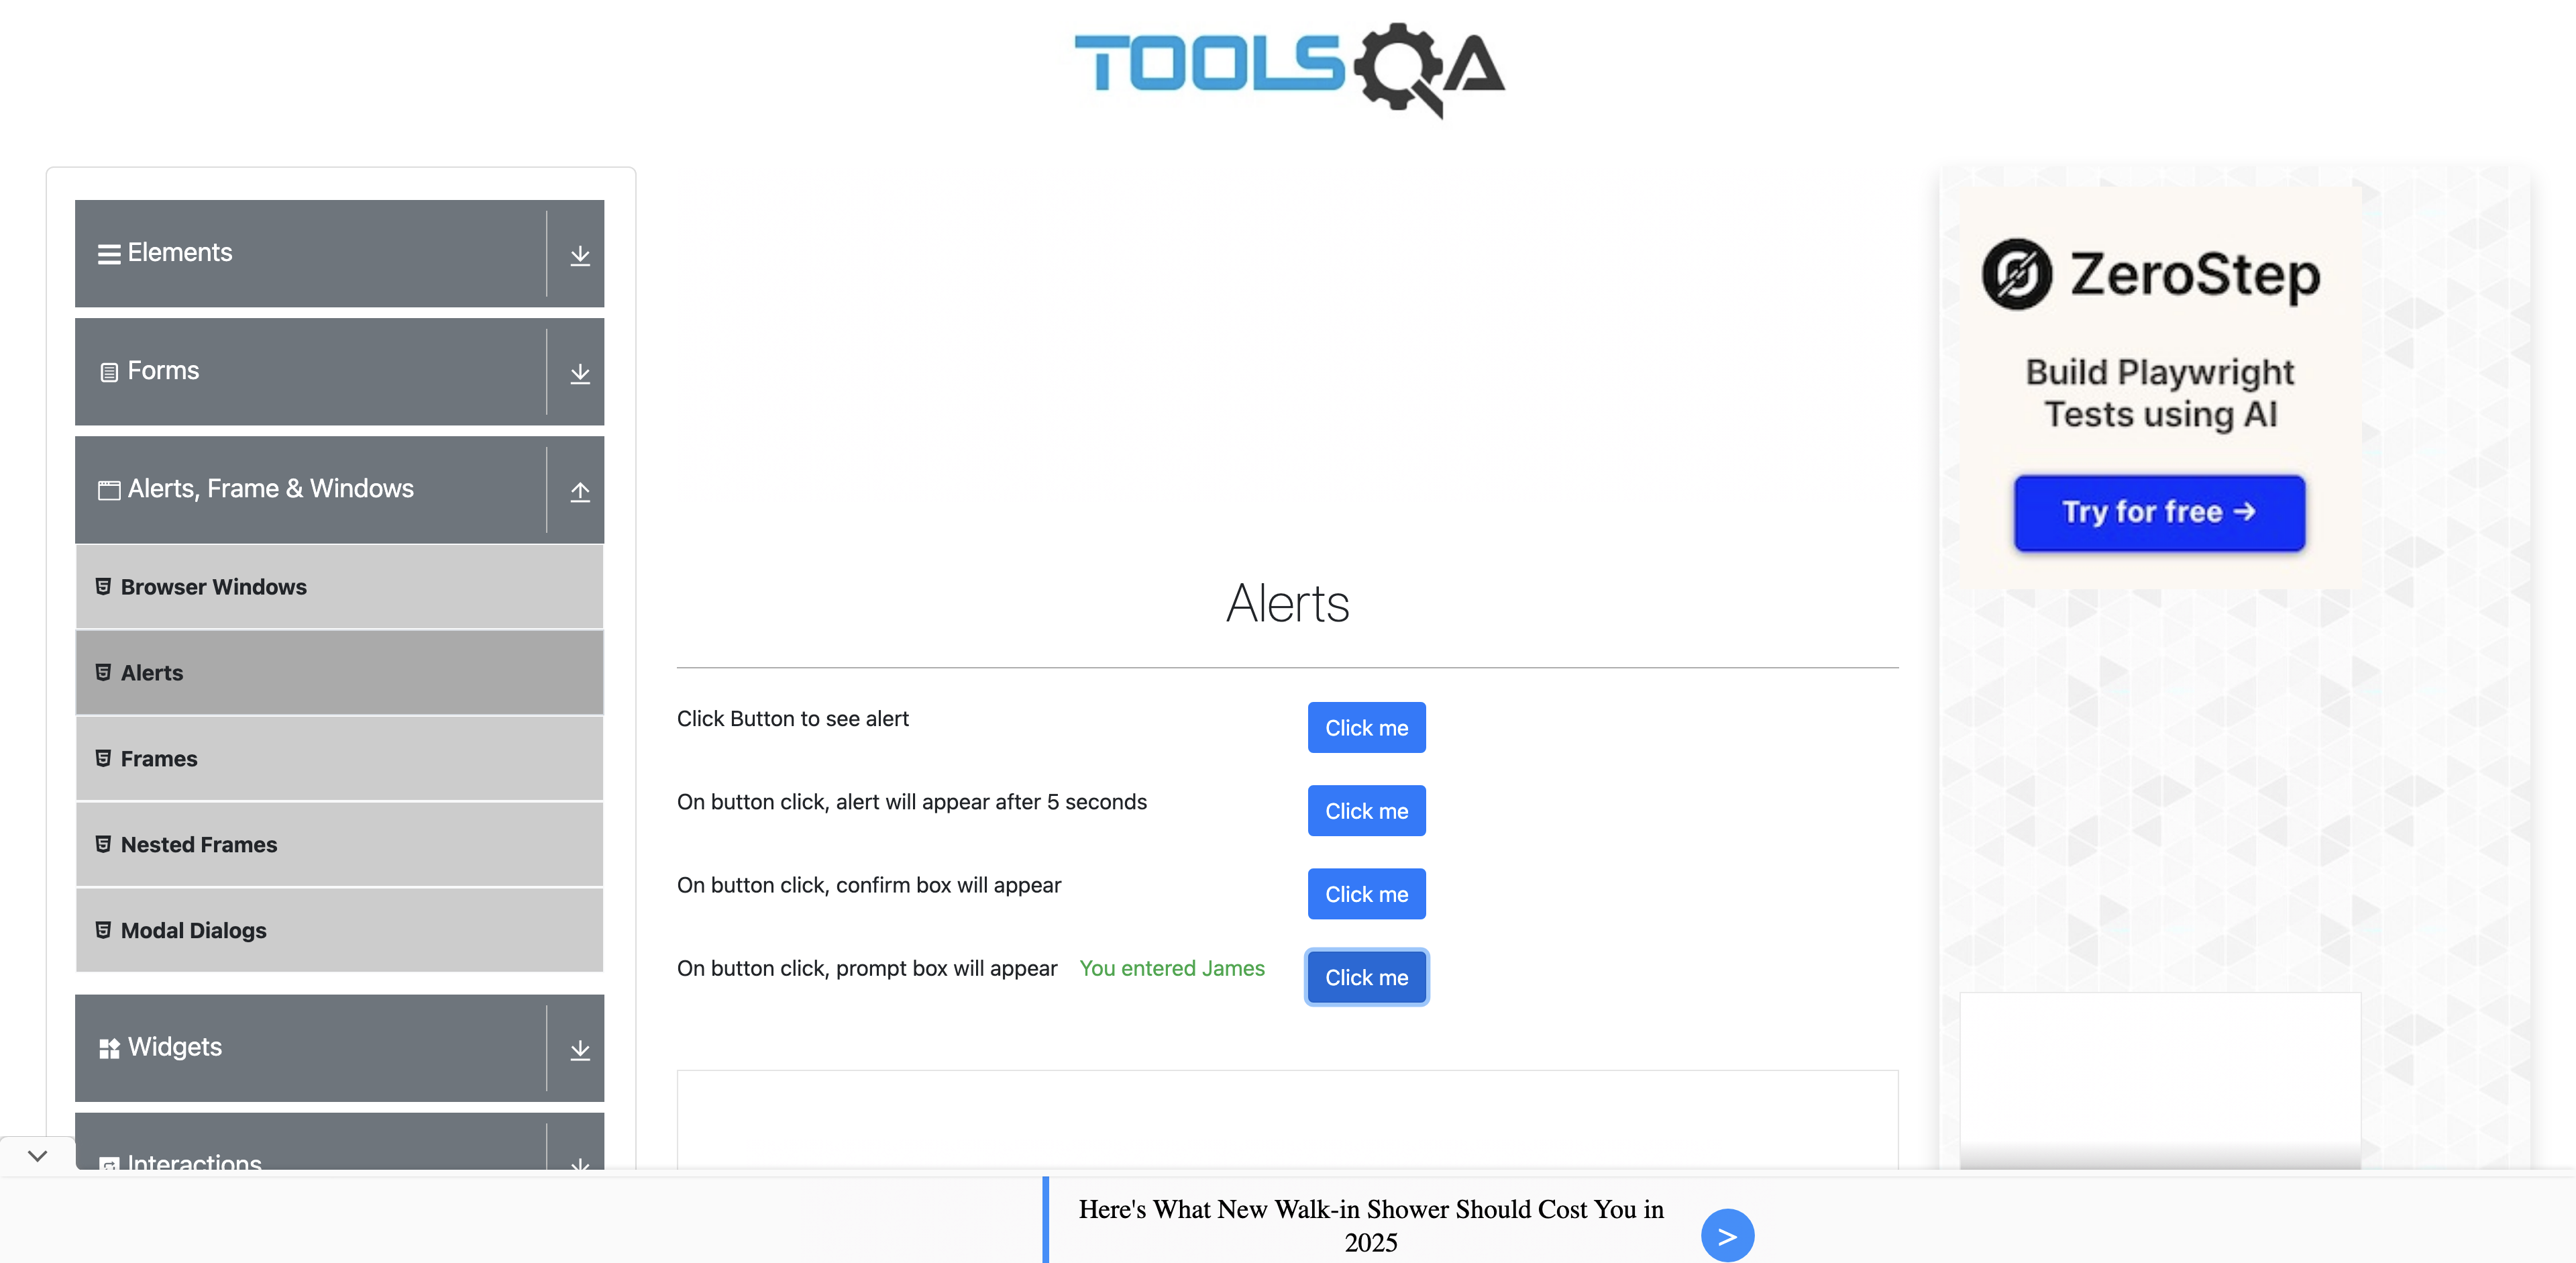 TOOLSQA
Elements
Forms
Alerts, Frame & Windows
Browser Windows
Alerts
Frames
Nested Frames
Modal Dialogs
Widgets
Interactions
Alerts
Click Button to see alert
Click me
On button click, alert will appear after 5 seconds
Click me
On button click, confirm box will appear
Click me
On button click, prompt box will appear You entered James
Click me
ZeroStep
Build Playwright
Tests using AI
Try for free →
Here's What New Walk-in Shower Should Cost You in
2025
>